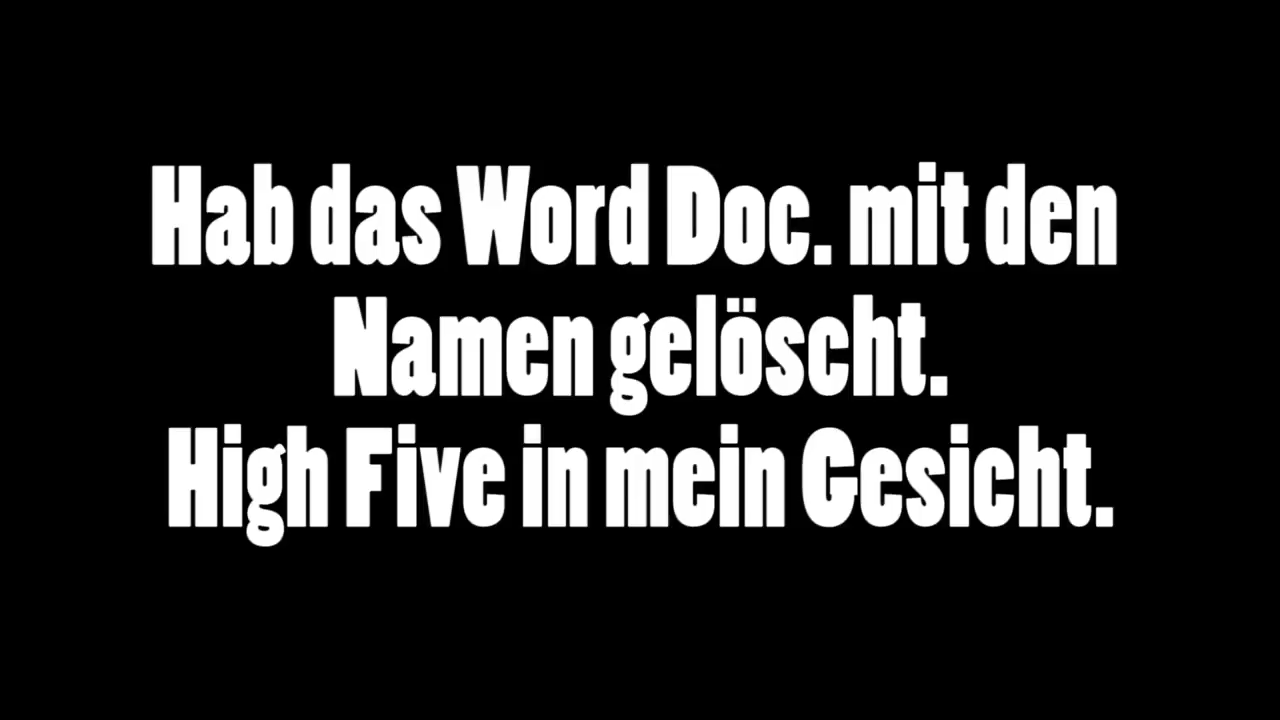 Hab das Word Doc. mit den
Namen gelöscht.
High Five in mein Gesicht.